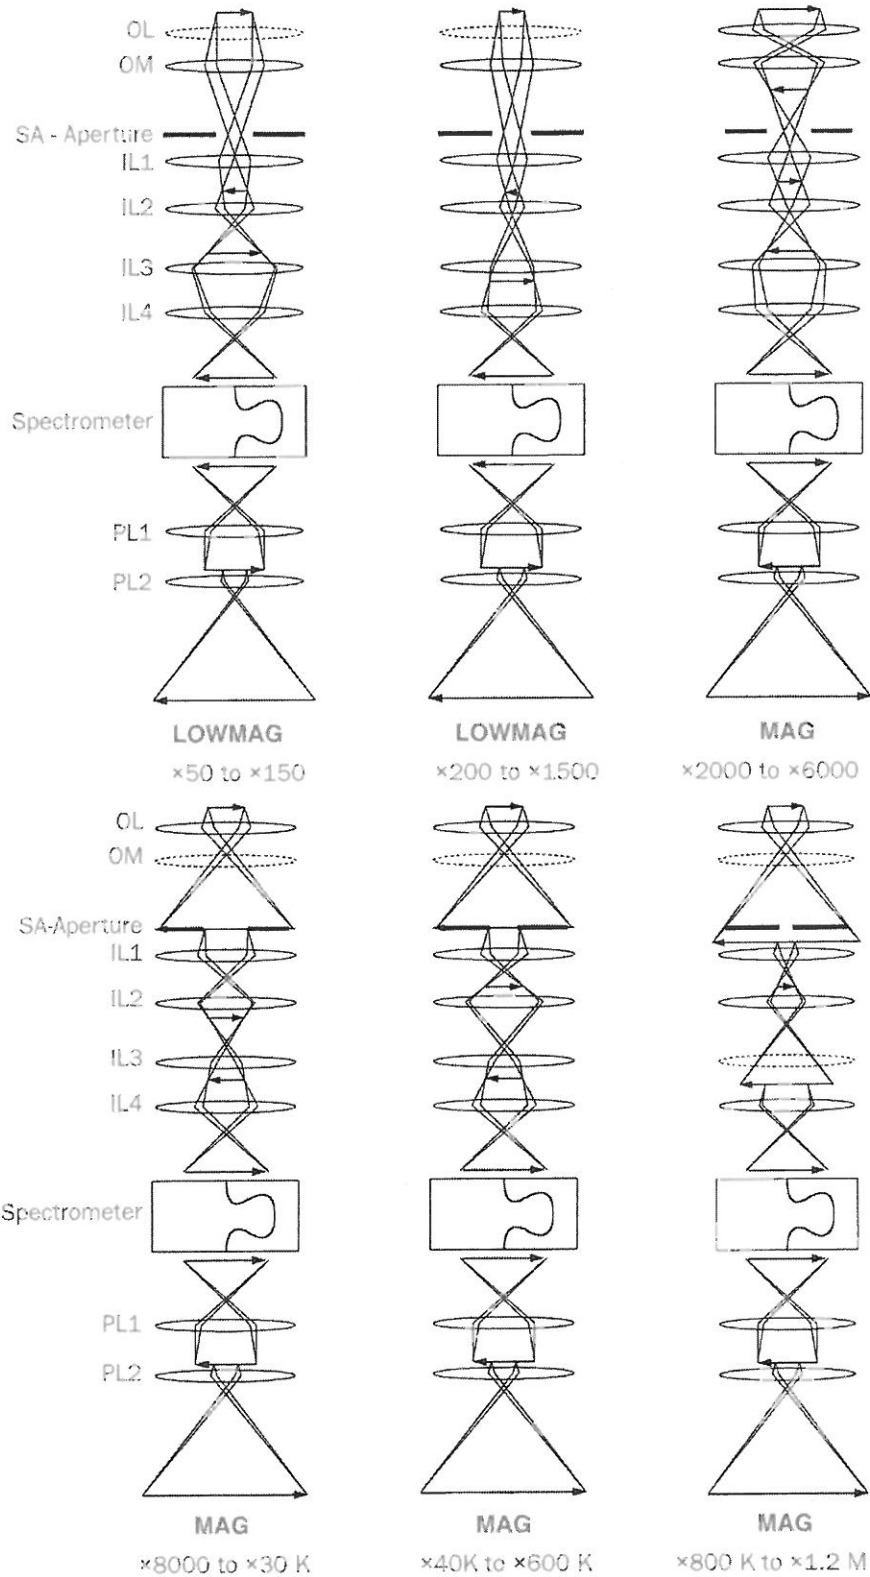 OL
OM
SA - Aperture
IL1
IL2
IL3
IL4
Spectrometer
PL1
PL2
LOWMAG
×50 to ×150
LOWMAG
×200 to ×1500
MAG
×2000 to ×6000
OL
OM
SA-Aperture
IL1
IL2
IL3
IL4
Spectrometer
PL1
PL2
MAG
×8000 to ×30 K
MAG
×40K to ×600 K
MAG
×800 K to ×1.2 M